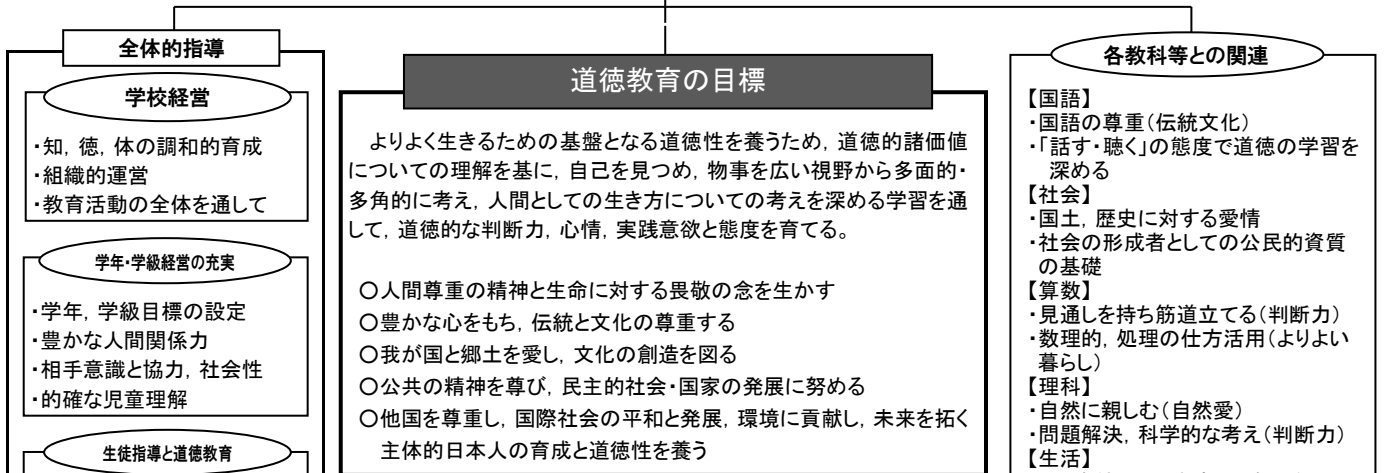 全体的指導
学校経営
・知，徳，体の調和的育成
・組織的運営
・教育活動の全体を通して
学年・学級経営の充実
・学年，学級目標の設定
・豊かな人間関係力
・相手意識と協力，社会性
・的確な児童理解
生徒指導と道徳教育
道徳教育の目標
よりよく生きるための基盤となる道徳性を養うため，道徳的諸価値
についての理解を基に，自己を見つめ，物事を広い視野から多面的・
多角的に考え，人間としての生き方についての考えを深める学習を通
して，道徳的な判断力，心情，実践意欲と態度を育てる。
○人間尊重の精神と生命に対する畏敬の念を生かす
○豊かな心をもち，伝統と文化の尊重する
○我が国と郷土を愛し，文化の創造を図る
○公共の精神を尊び，民主的社会・国家の発展に努める
○他国を尊重し，国際社会の平和と発展，環境に貢献し，未来を拓く
主体的日本人の育成と道徳性を養う
各教科等との関連
【国語】
・国語の尊重（伝統文化）
・「話す・聴く」の態度で道徳の学習を
深める
【社会】
・国土，歴史に対する愛情
・社会の形成者としての公民的資質
の基礎
【算数】
・見通しを持ち筋道立てる（判断力）
・数理的，処理の仕方活用（よりよい
暮らし）
【理科】
・自然に親しむ（自然愛）
・問題解決，科学的な考え（判断力）
【生活】